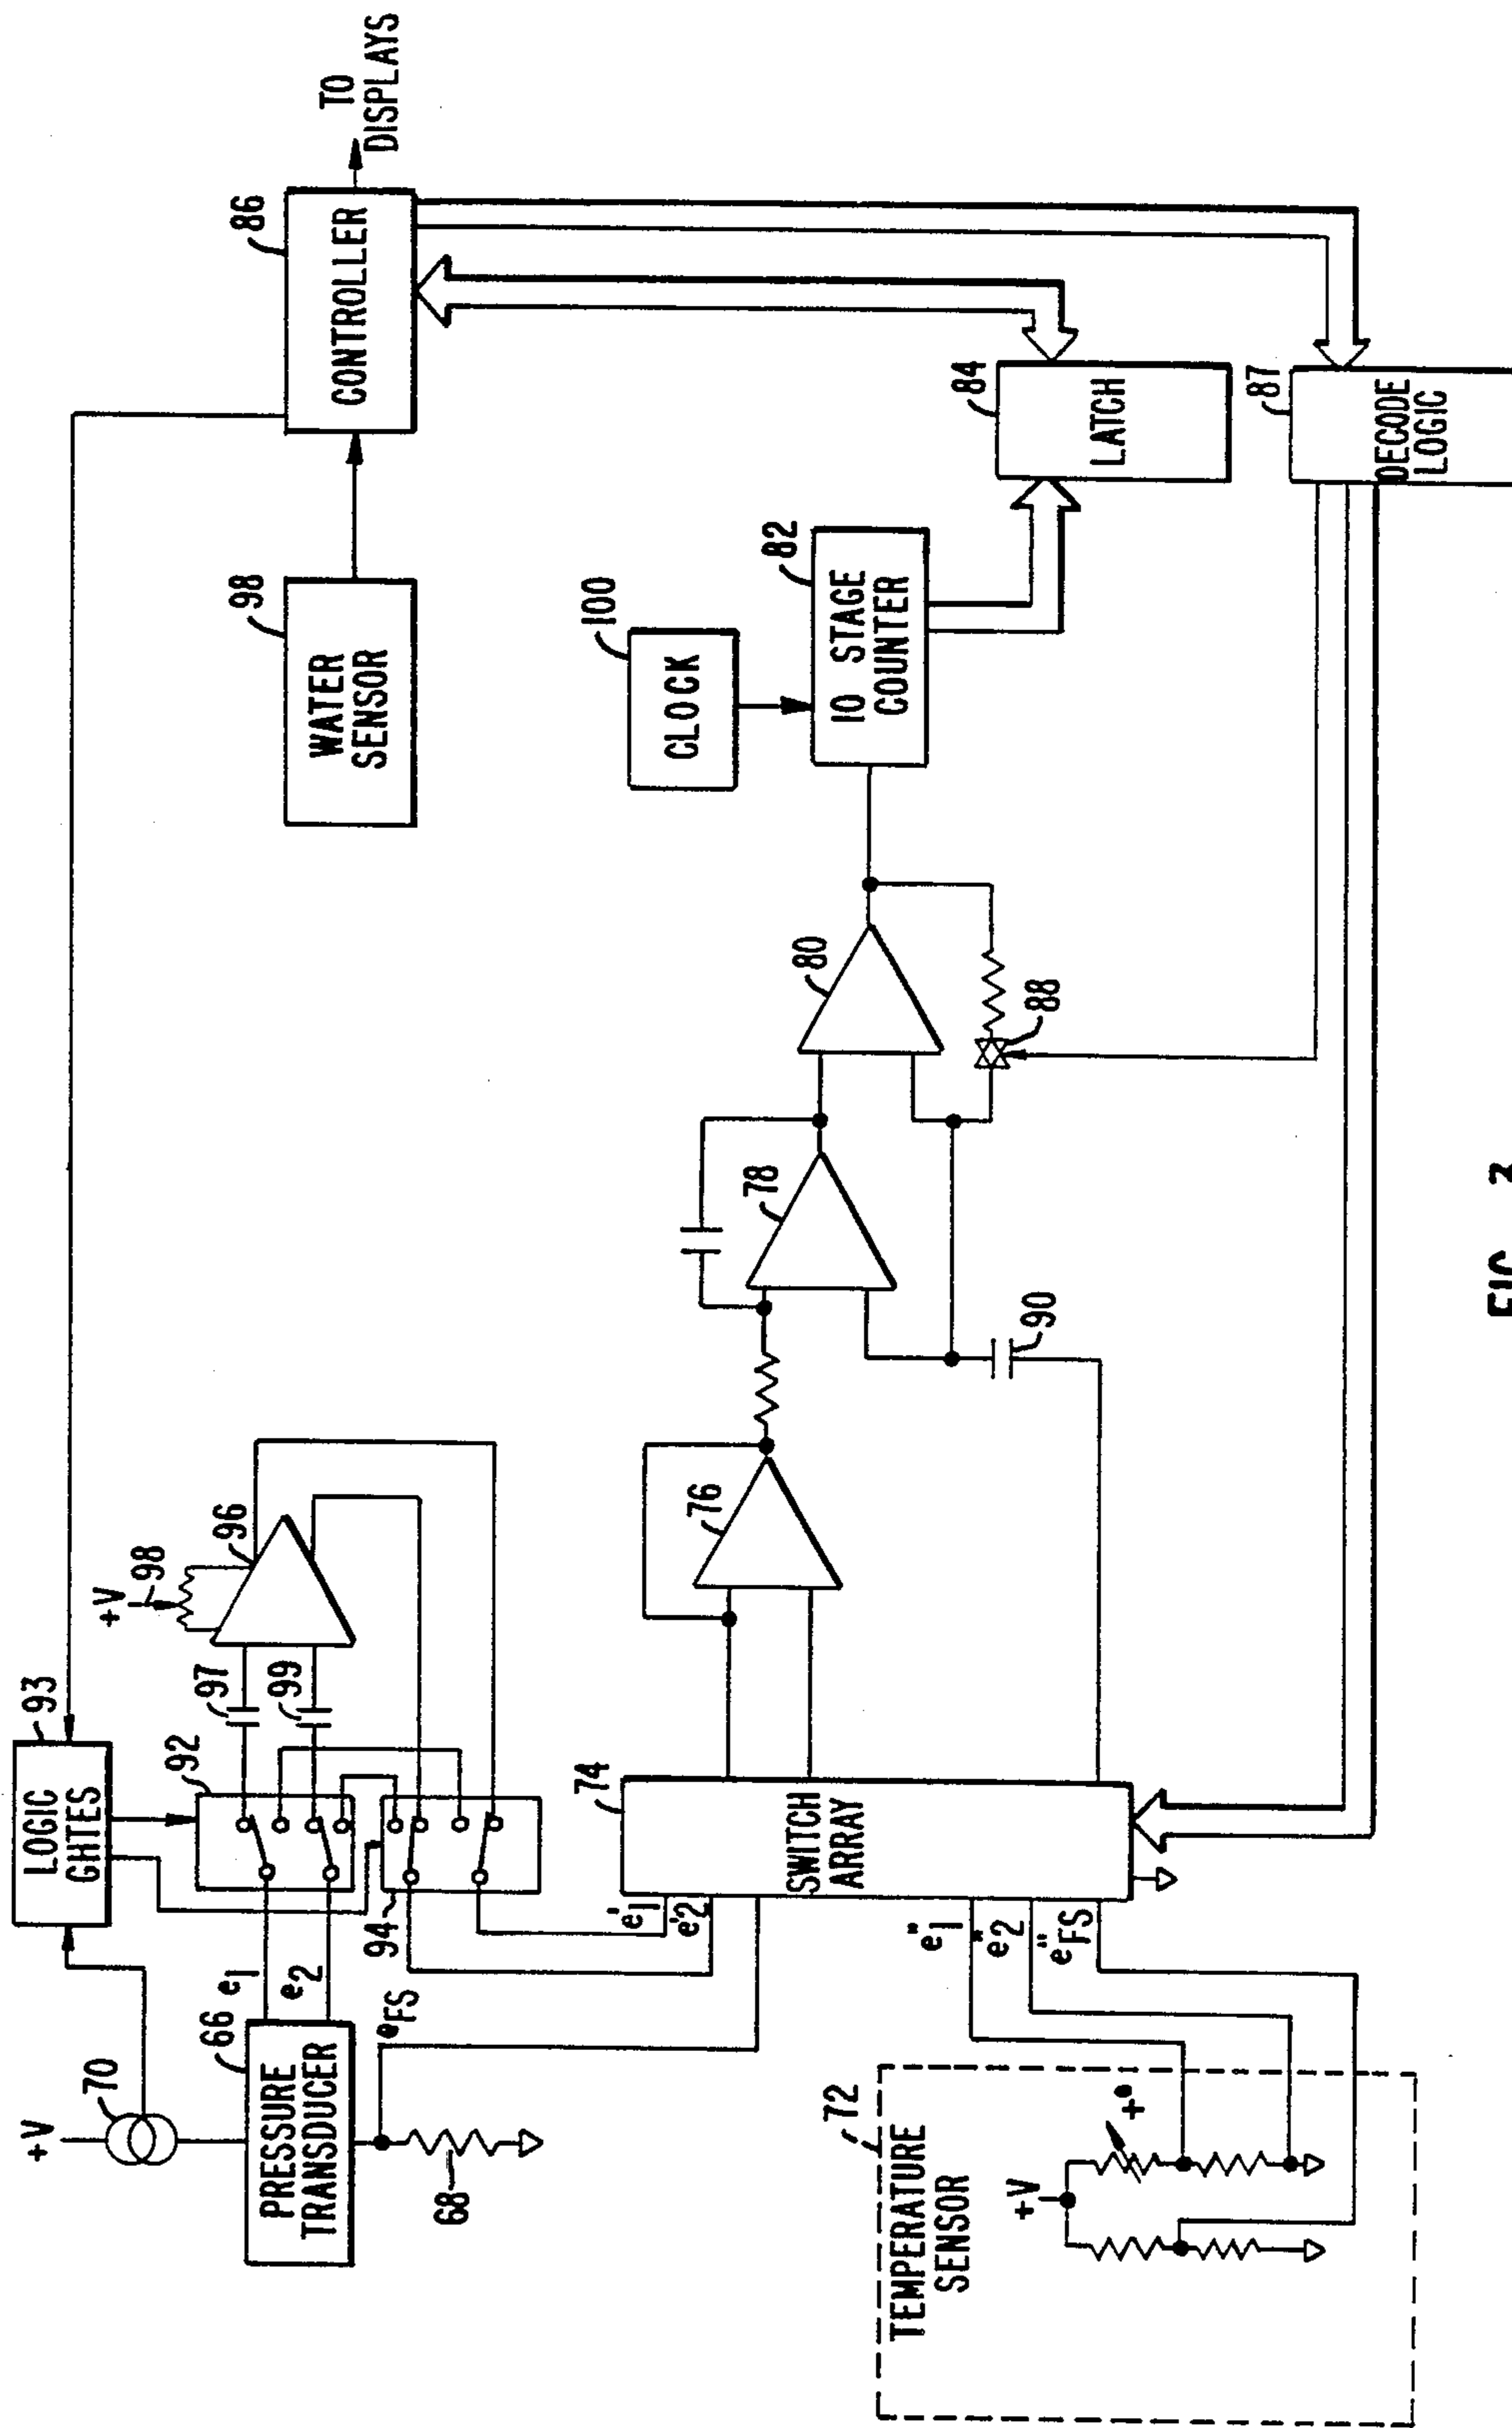 +V
70
LOGIC
GHTES
93
66
PRESSURE
TRANSDUCER
e1
e2
92
97
99
+V
98
96
94
68
eFS
e'1
e'2
74
SWITCH
ARRAY
e"1
e"2
e"FS
72
TEMPERATURE
SENSOR
+V
+°
76
78
90
80
88
100
CLOCK
82
10 STAGE
COUNTER
98
WATER
SENSOR
86
CONTROLLER
TO
DISPLAYS
84
LATCH
87
DECODE
LOGIC